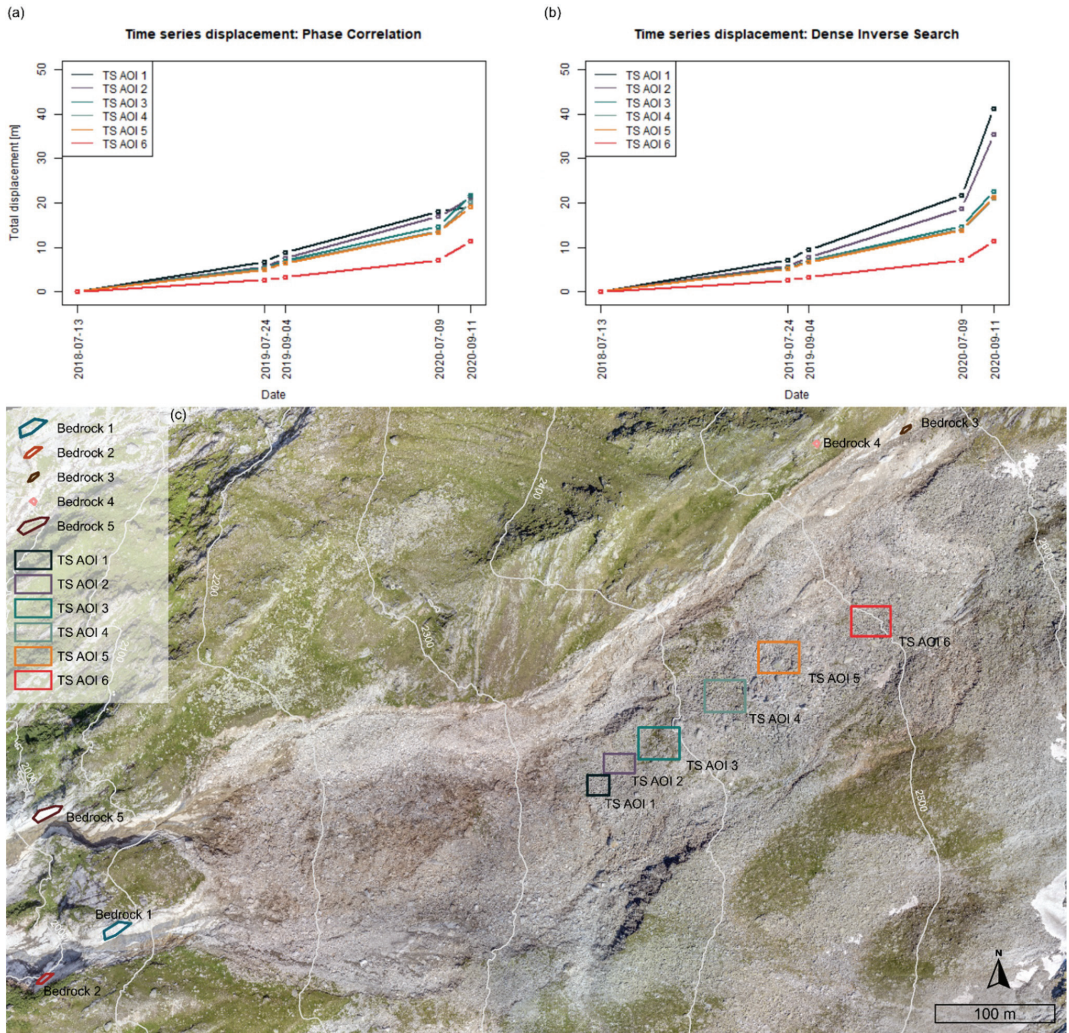 (a)
Time series displacement: Phase Correlation
TS AOI 1
TS AOI 2
TS AOI 3
TS AOI 4
TS AOI 5
TS AOI 6
Total displacement [m]
50
40
30
20
10
0
2018-07-13
2019-07-24
2019-09-04
2020-07-09
2020-09-11
Date
(b)
Time series displacement: Dense Inverse Search
TS AOI 1
TS AOI 2
TS AOI 3
TS AOI 4
TS AOI 5
TS AOI 6
50
40
30
20
10
0
2018-07-13
2019-07-24
2019-09-04
2020-07-09
2020-09-11
Date
(c)
Bedrock 1
Bedrock 2
Bedrock 3
Bedrock 4
Bedrock 5
TS AOI 1
TS AOI 2
TS AOI 3
TS AOI 4
TS AOI 5
TS AOI 6
Bedrock 3
Bedrock 4
2400
2200
2300
2500
TS AOI 6
TS AOI 5
TS AOI 4
TS AOI 3
TS AOI 2
TS AOI 1
Bedrock 5
Bedrock 1
Bedrock 2
N
100 m